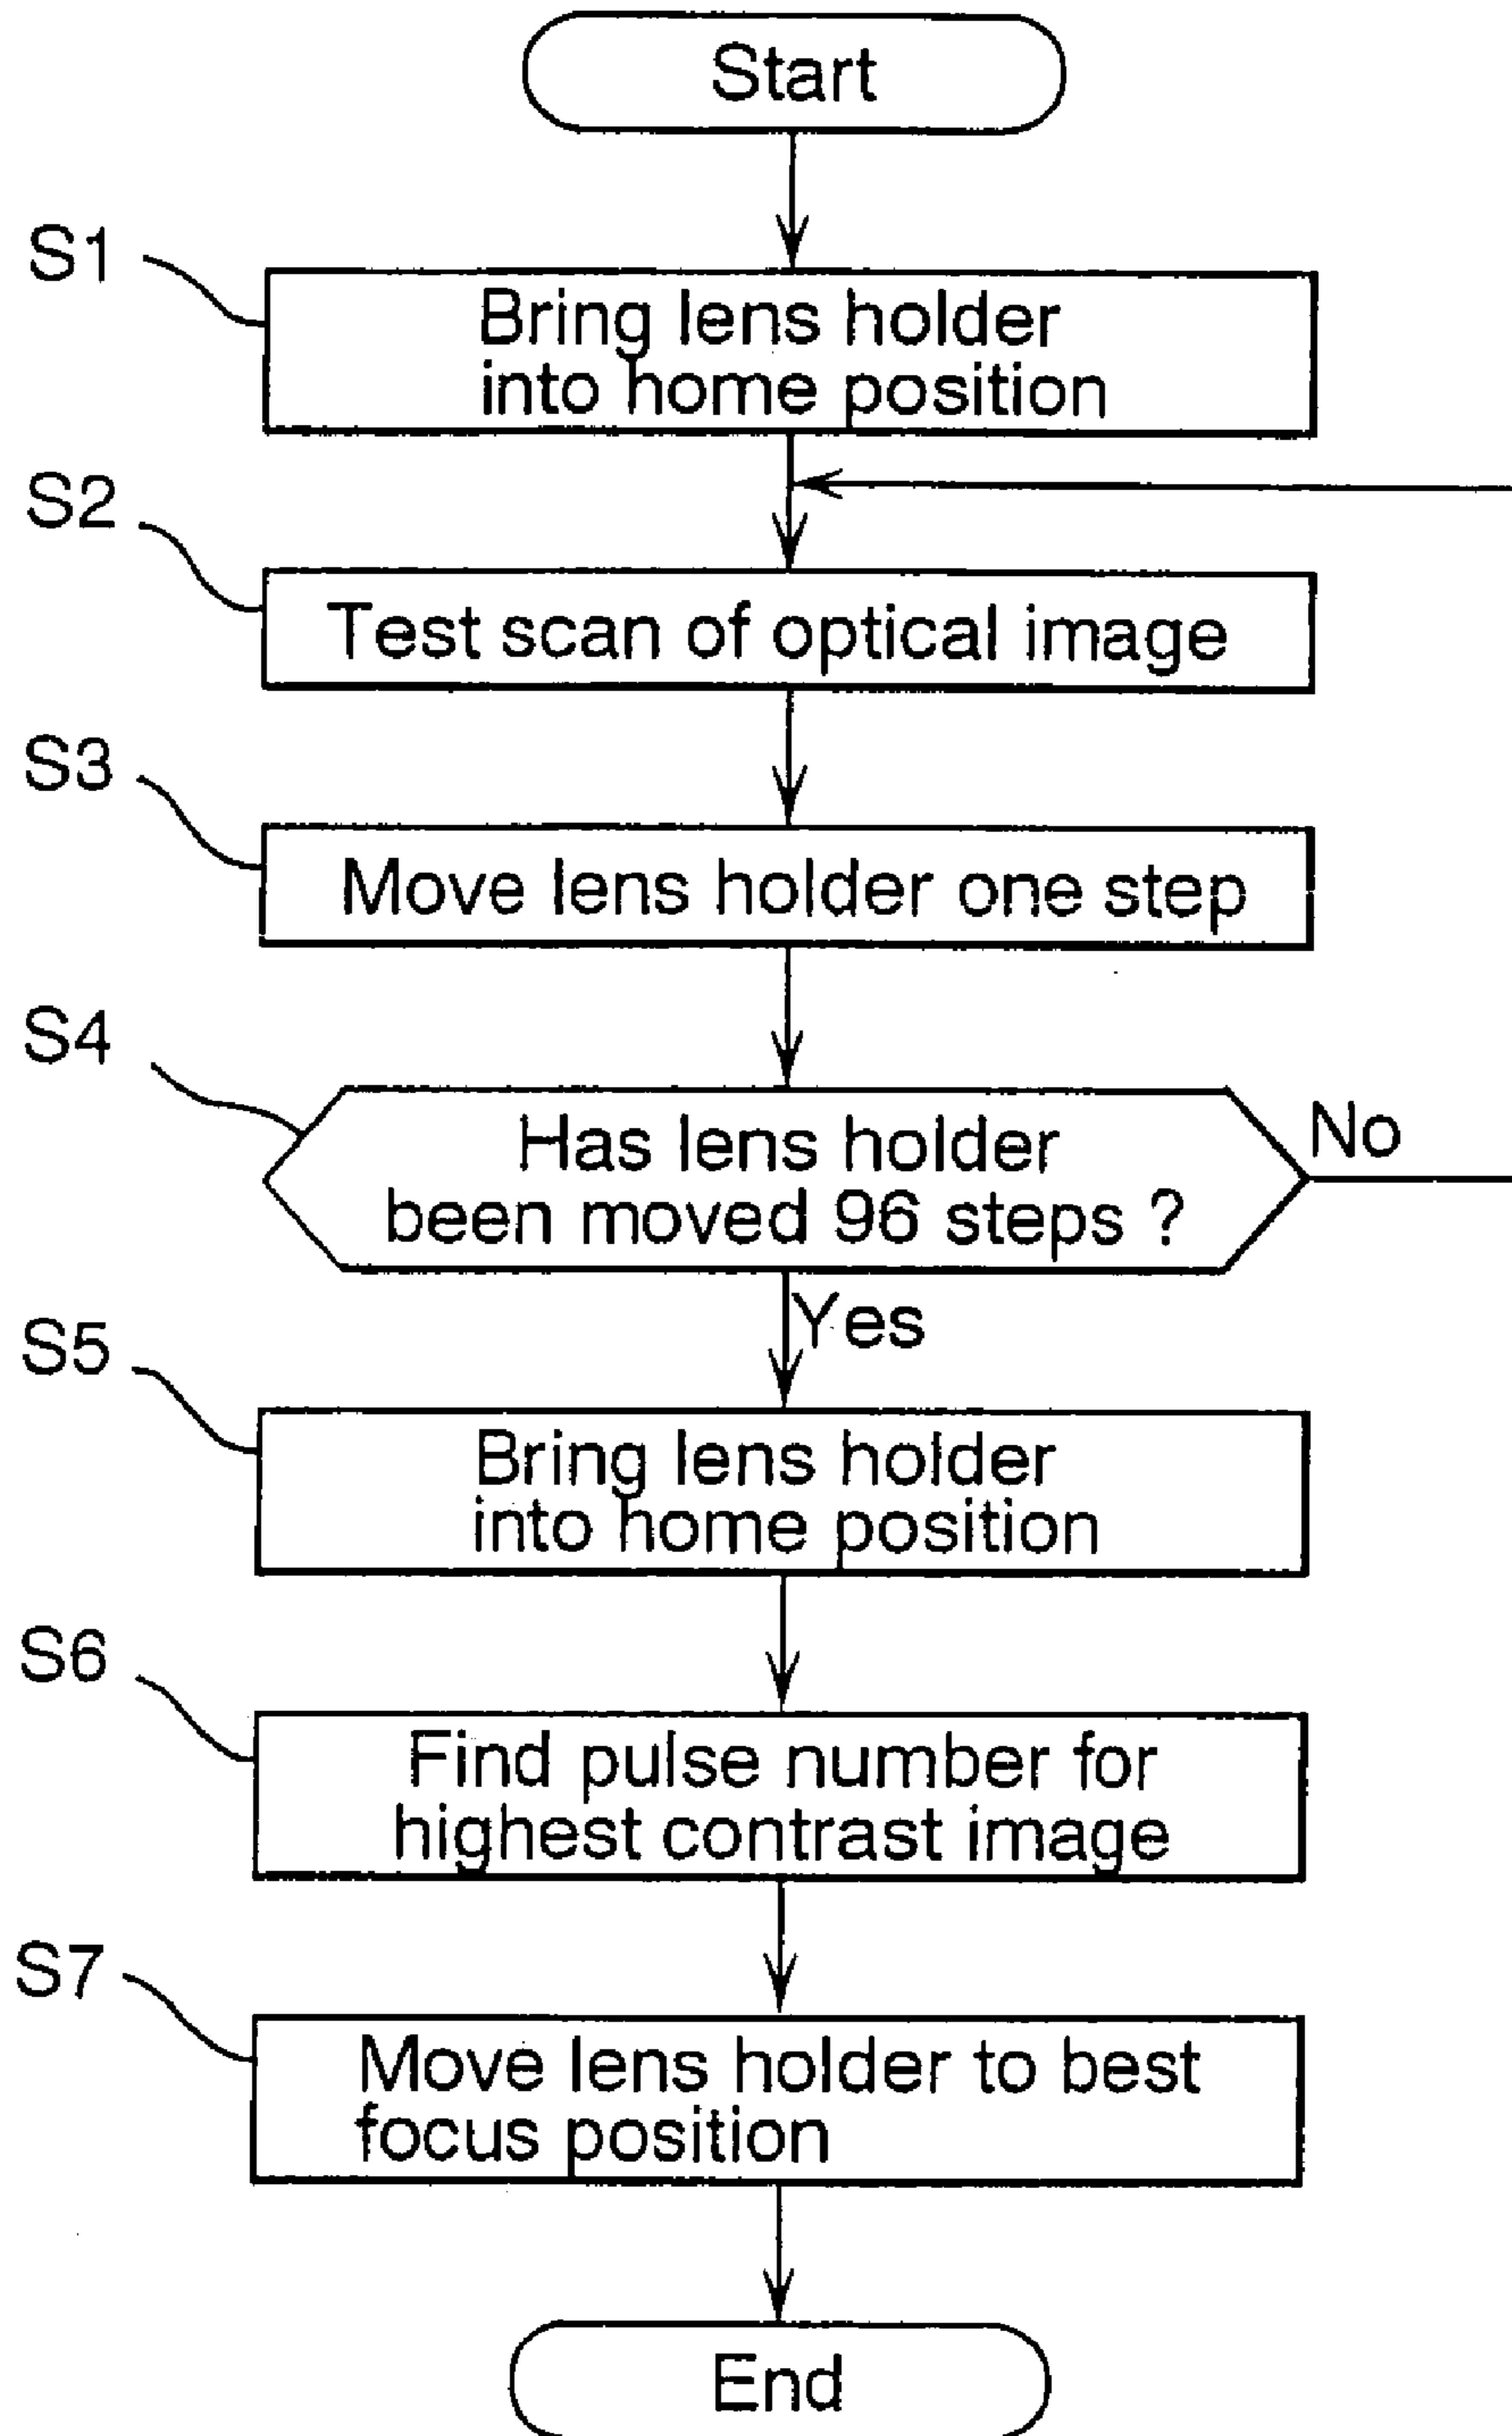 Start
S1
Bring lens holder
into home position
S2
Test scan of optical image
S3
Move lens holder one step
S4
Has lens holder
been moved 96 steps ?
No
Yes
S5
Bring lens holder
into home position
S6
Find pulse number for
highest contrast image
S7
Move lens holder to best
focus position
End